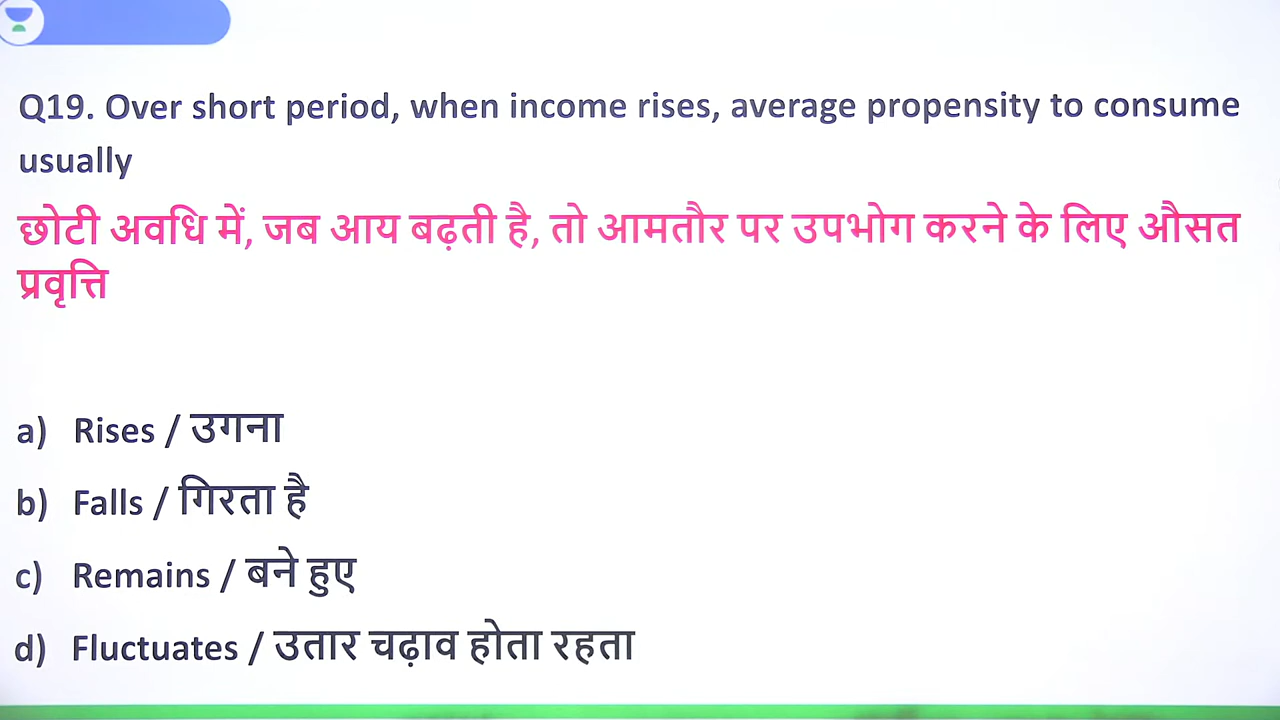 Q19. Over short period, when income rises, average propensity to consume
usually
छोटी अवधि में, जब आय बढ़ती है, तो आमतौर पर उपभोग करने के लिए औसत
प्रवृत्ति
a) Rises / उगना
b) Falls / गिरता है
c) Remains / बने हुए
d) Fluctuates / उतार चढ़ाव होता रहता